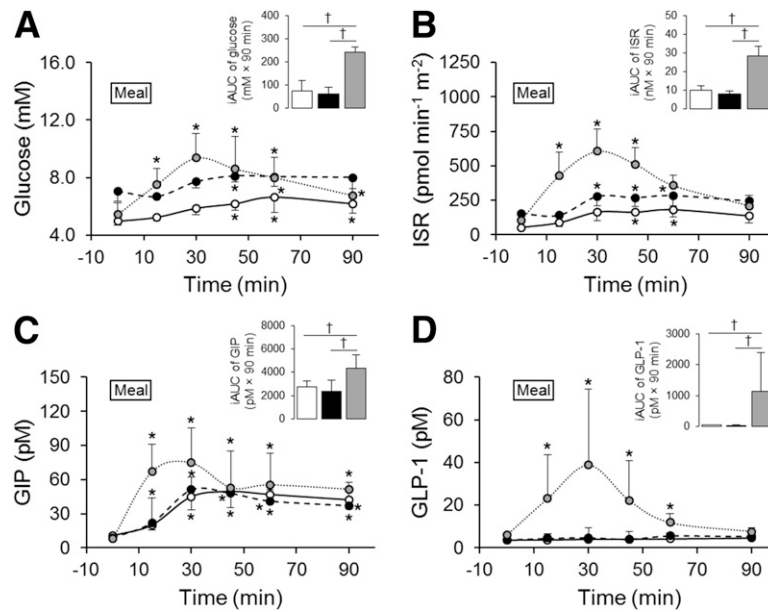 A
B
iAUC of glucose
(mM × 90 min)
400
300
200
100
0
†
†
iAUC of ISR
(nM × 90 min)
50
40
30
20
10
0
†
†
Glucose (mM)
16.0
12.0
8.0
4.0
Meal
* * * * * * * * *
-10 10 30 50 70 90
Time (min)
ISR (pmol min-1 m-2)
1250
1000
750
500
250
0
Meal
* * * * * * * * * *
-10 10 30 50 70 90
Time (min)
C
D
iAUC of GIP
(pM × 90 min)
8000
6000
4000
2000
0
†
†
iAUC of GLP-1
(pM × 90 min)
3000
2000
1000
0
†
†
GIP (pM)
150
120
90
60
30
0
Meal
* * * * * * * * * * * * * *
-10 10 30 50 70 90
Time (min)
GLP-1 (pM)
80
60
40
20
0
Meal
* * * *
-10 10 30 50 70 90
Time (min)